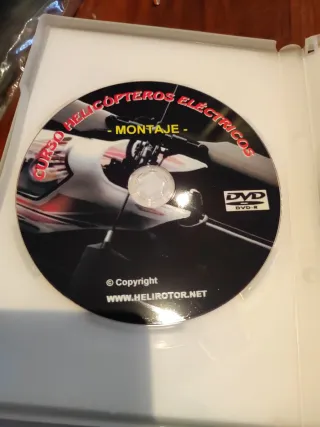 CURSO HELICÓPTEROS ELÉCTRICOS
- MONTAJE -
DVD
DVD-R
© Copyright
WWW.HELIROTOR.NET